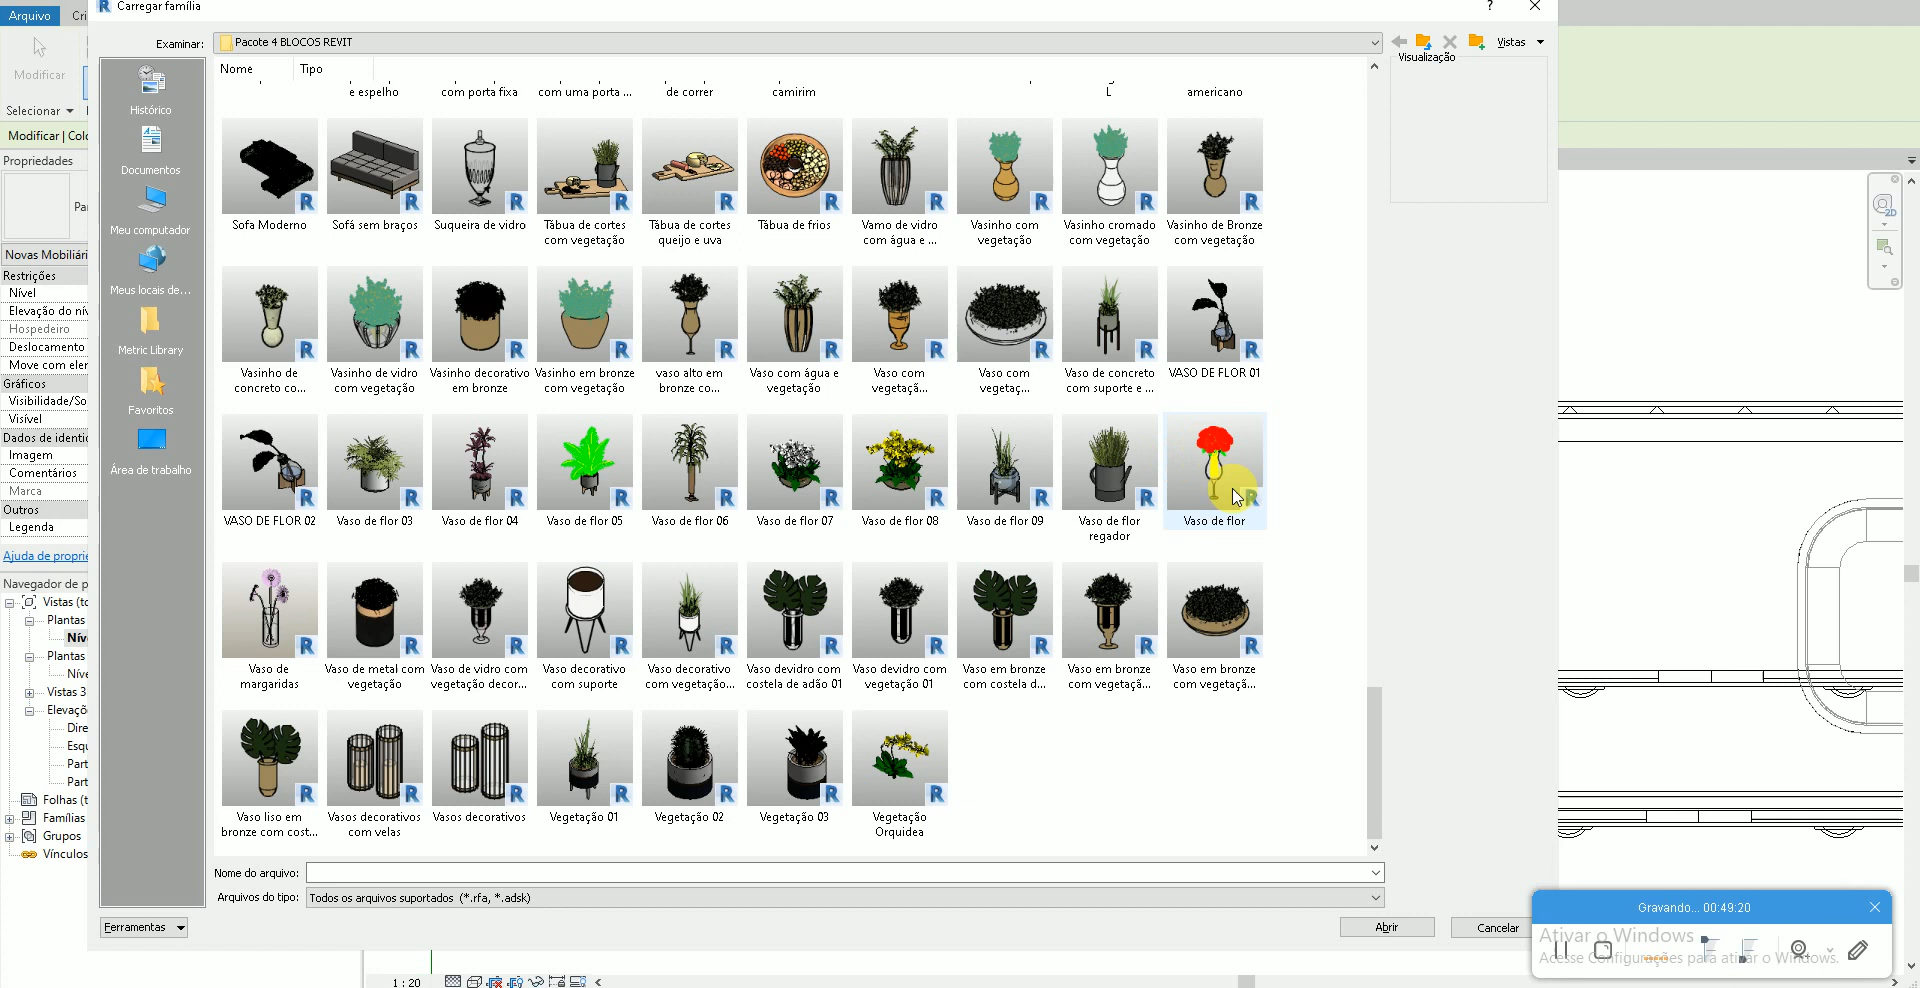 Carregar família
?
Arquivo
Cri
Examinar:
Pacote 4 BLOCOS REVIT
Vistas
Visualização
Modificar
Selecionar
Modificar | Colo
Propriedades
Pa
Novas Mobiliári
Restrições
Nível
Elevação do nív
Hospedeiro
Deslocamento
Move com eler
Gráficos
Visibilidade/So
Visível
Dados de identic
Imagem
Comentários
Marca
Outros
Legenda
Ajuda de proprie
Navegador de p
Vistas (to
Plantas
Nív
Plantas
Níve
Vistas 3
Elevaçõ
Dire
Esqu
Part
Part
Folhas (t
Famílias
Grupos
Vínculos
Histórico
Documentos
Meu computador
Meus locais de...
Metric Library
Favoritos
Área de trabalho
Nome
Tipo
e espelho
com porta fixa
com uma porta ...
de correr
camirim
L
americano
Sofa Moderno
Sofá sem braços
Suqueira de vidro
Tábua de cortes com vegetação
Tábua de cortes queijo e uva
Tábua de frios
Vamo de vidro com água e ...
Vasinho com vegetação
Vasinho cromado com vegetação
Vasinho de Bronze com vegetação
Vasinho de concreto co...
Vasinho de vidro com vegetação
Vasinho decorativo em bronze
Vasinho em bronze com vegetação
vaso alto em bronze co...
Vaso com água e vegetação
Vaso com vegetaçã...
Vaso com vegetaç...
Vaso de concreto com suporte e ...
VASO DE FLOR 01
VASO DE FLOR 02
Vaso de flor 03
Vaso de flor 04
Vaso de flor 05
Vaso de flor 06
Vaso de flor 07
Vaso de flor 08
Vaso de flor 09
Vaso de flor regador
Vaso de flor
Vaso de margaridas
Vaso de metal com vegetação
Vaso de vidro com vegetação decor...
Vaso decorativo com suporte
Vaso decorativo com vegetação...
Vaso devidro com costela de adão 01
Vaso devidro com vegetação 01
Vaso em bronze com costela d...
Vaso em bronze com vegetaçã...
Vaso em bronze com vegetaçã...
Vaso liso em bronze com cost...
Vasos decorativos com velas
Vasos decorativos
Vegetação 01
Vegetação 02
Vegetação 03
Vegetação Orquidea
Nome do arquivo:
Arquivos do tipo:
Todos os arquivos suportados (*.rfa, *.adsk)
Ferramentas
Abrir
Cancelar
Gravando... 00:49:20
Ativar o Windows
Acesse Configurações para ativar o Windows.
1 : 20
2D